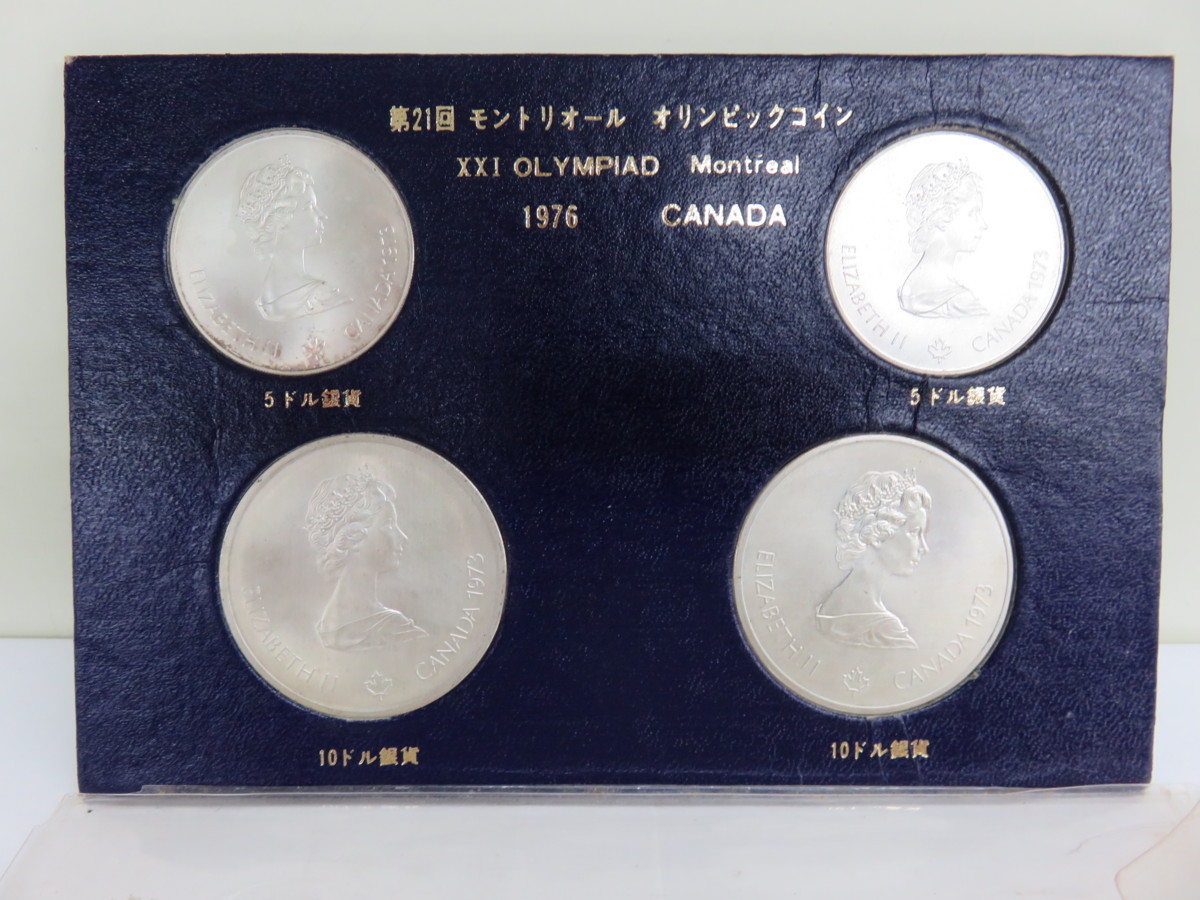 第21回 モントリオール オリンピックコイン
XXI OLYMPIAD Montreal
1976 CANADA
ELIZABETH II CANADA 1973
ELIZABETH II CANADA 1973
5ドル銀貨
5ドル銀貨
ELIZABETH II CANADA 1973
ELIZABETH II CANADA 1973
10ドル銀貨
10ドル銀貨